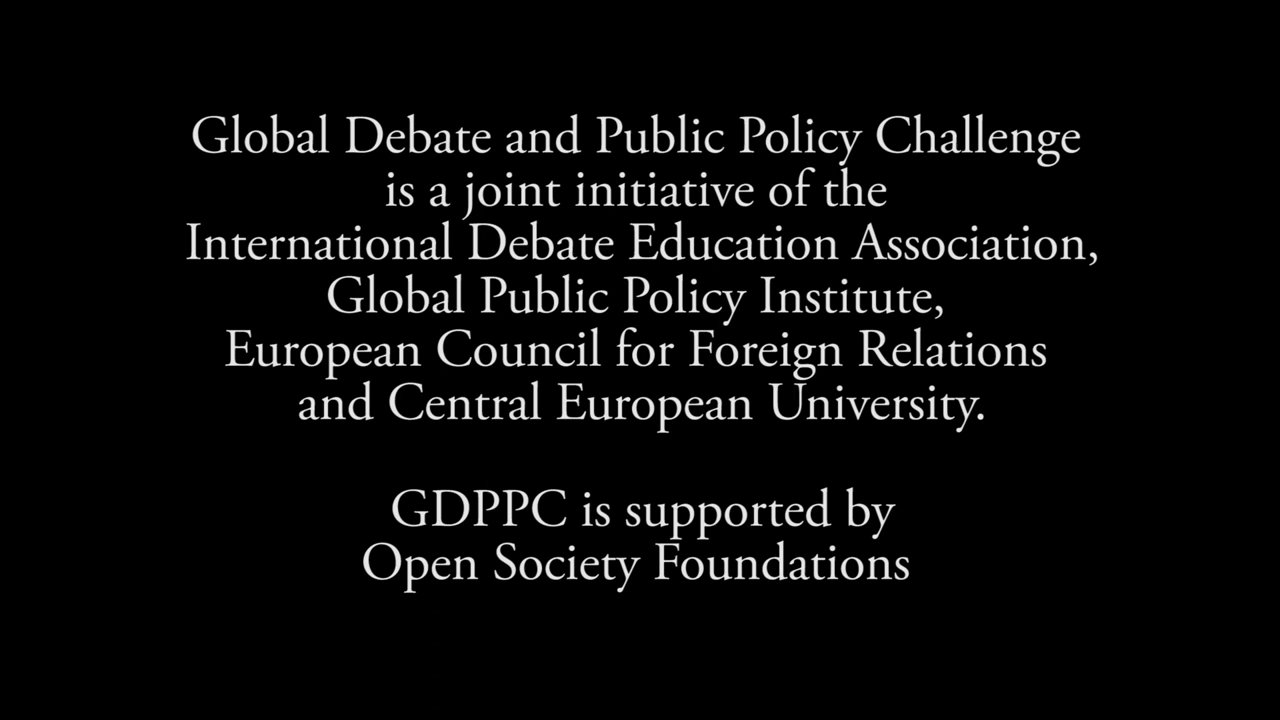 Global Debate and Public Policy Challenge
is a joint initiative of the
International Debate Education Association,
Global Public Policy Institute,
European Council for Foreign Relations
and Central European University.
GDPPC is supported by
Open Society Foundations